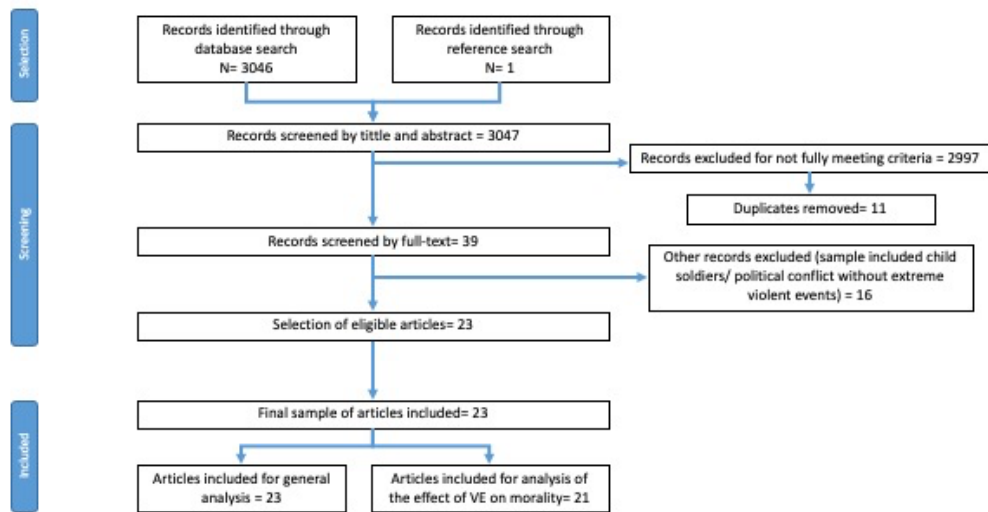 Selection
Records identified through
database search
N= 3046
Records identified through
reference search
N= 1
Screening
Records screened by tittle and abstract = 3047
Records excluded for not fully meeting criteria = 2997
Duplicates removed= 11
Records screened by full-text= 39
Other records excluded (sample included child
soldiers/ political conflict without extreme
violent events) = 16
Selection of eligible articles= 23
Included
Final sample of articles included= 23
Articles included for general
analysis = 23
Articles included for analysis of
the effect of VE on morality= 21